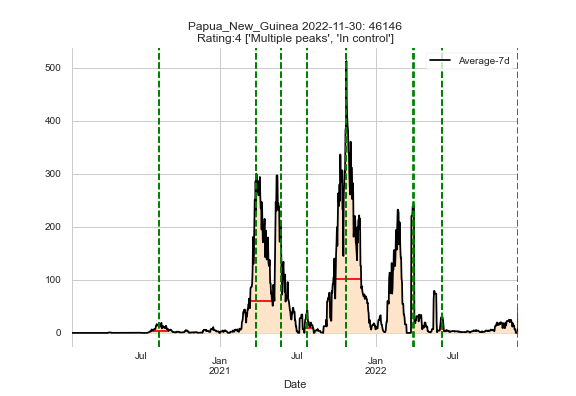 Papua_New_Guinea 2022-11-30: 46146
Rating:4 ['Multiple peaks', 'In control']
Average-7d
500
400
300
200
100
0
Jul
Jan
2021
Jul
Jan
2022
Jul
Date